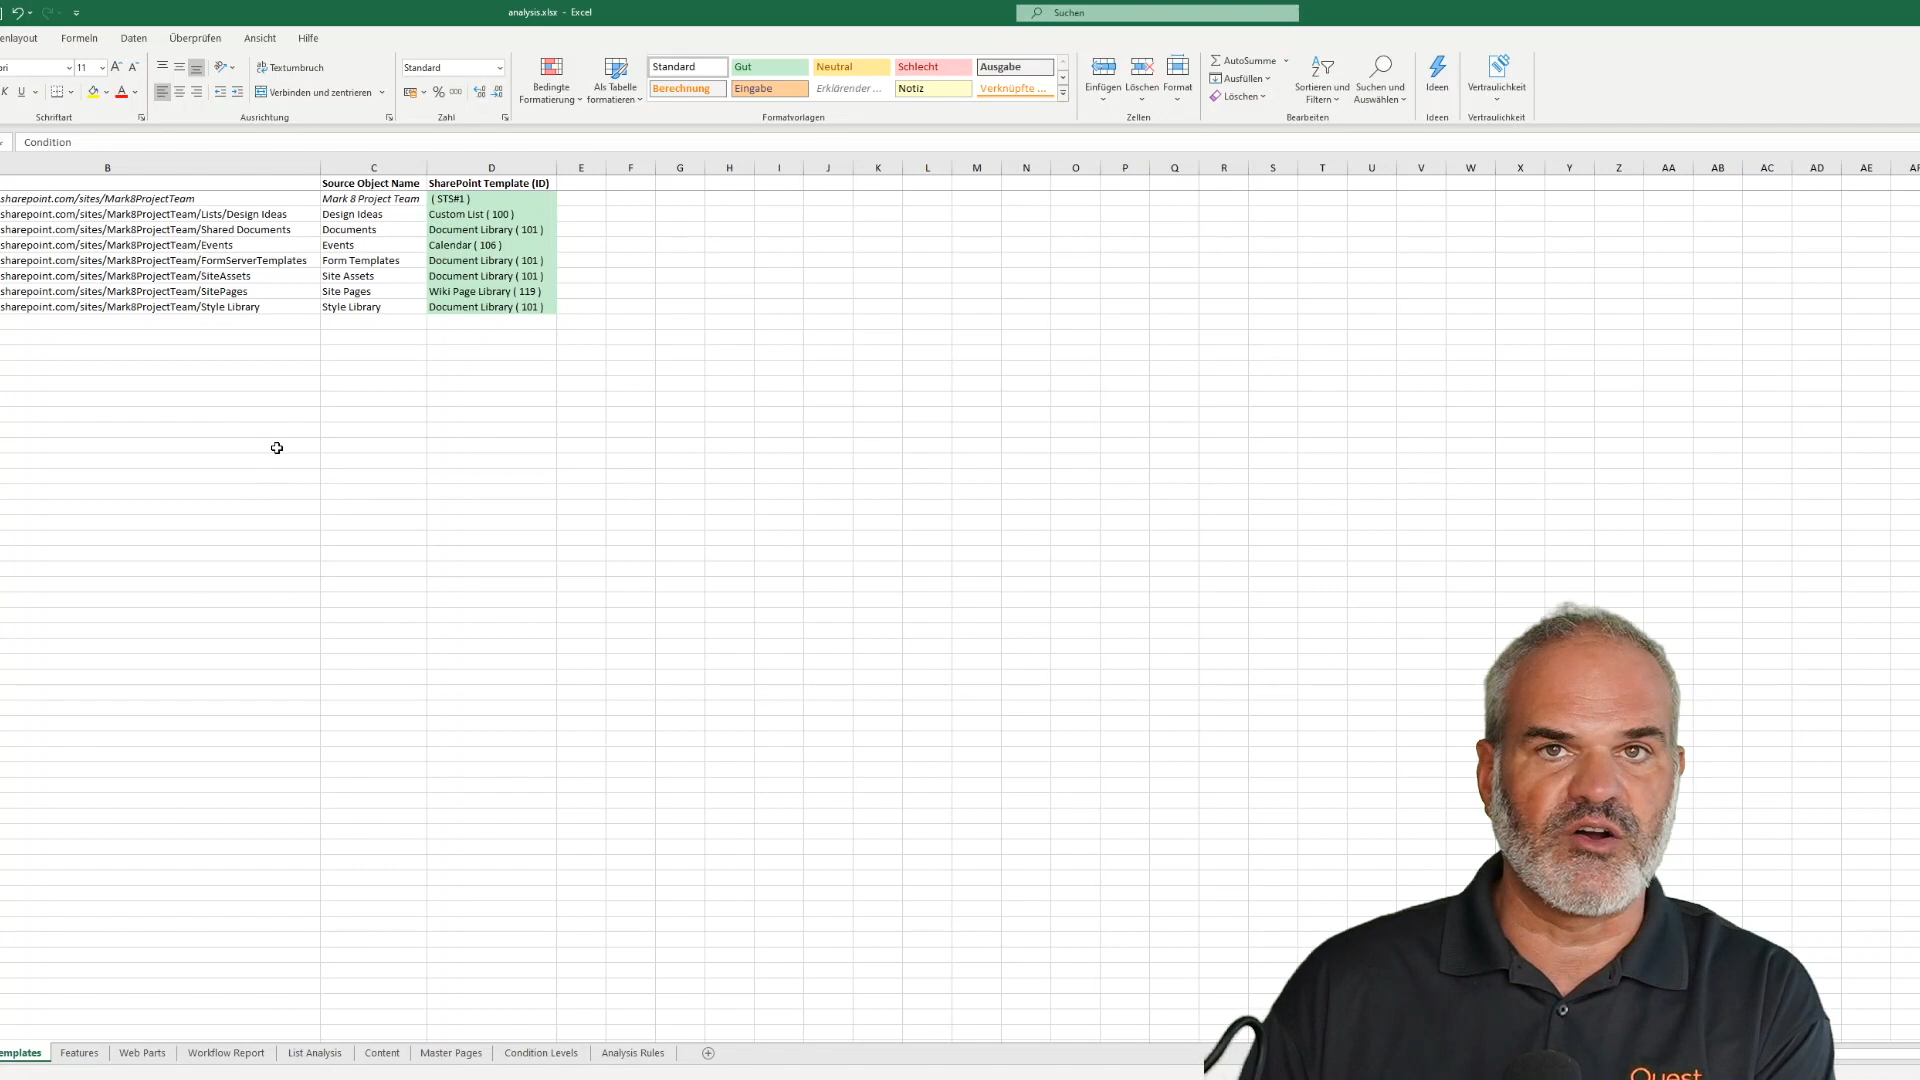 analysis.xlsx - Excel
Suchen
enlayout Formeln Daten Überprüfen Ansicht Hilfe
bri 11 A A Textumbruch Standard
K U A Verbinden und zentrieren % 000
Bedingte Formatierung
Als Tabelle formatieren
Standard Gut Neutral Schlecht Ausgabe
Berechnung Eingabe Erklärender ... Notiz Verknüpfte ...
Einfügen Löschen Format
AutoSumme
Ausfüllen
Löschen
Sortieren und Filtern
Suchen und Auswählen
Ideen
Vertraulichkeit
Schriftart Ausrichtung Zahl Formatvorlagen Zellen Bearbeiten Ideen Vertraulichkeit
Condition
B C D E F G H I J K L M N O P Q R S T U V W X Y Z AA AB AC AD AE AF
Source Object Name SharePoint Template (ID)
sharepoint.com/sites/Mark8ProjectTeam Mark 8 Project Team ( STS#1 )
sharepoint.com/sites/Mark8ProjectTeam/Lists/Design Ideas Design Ideas Custom List ( 100 )
sharepoint.com/sites/Mark8ProjectTeam/Shared Documents Documents Document Library ( 101 )
sharepoint.com/sites/Mark8ProjectTeam/Events Events Calendar ( 106 )
sharepoint.com/sites/Mark8ProjectTeam/FormServerTemplates Form Templates Document Library ( 101 )
sharepoint.com/sites/Mark8ProjectTeam/SiteAssets Site Assets Document Library ( 101 )
sharepoint.com/sites/Mark8ProjectTeam/SitePages Site Pages Wiki Page Library ( 119 )
sharepoint.com/sites/Mark8ProjectTeam/Style Library Style Library Document Library ( 101 )
emplates Features Web Parts Workflow Report List Analysis Content Master Pages Condition Levels Analysis Rules
Quest